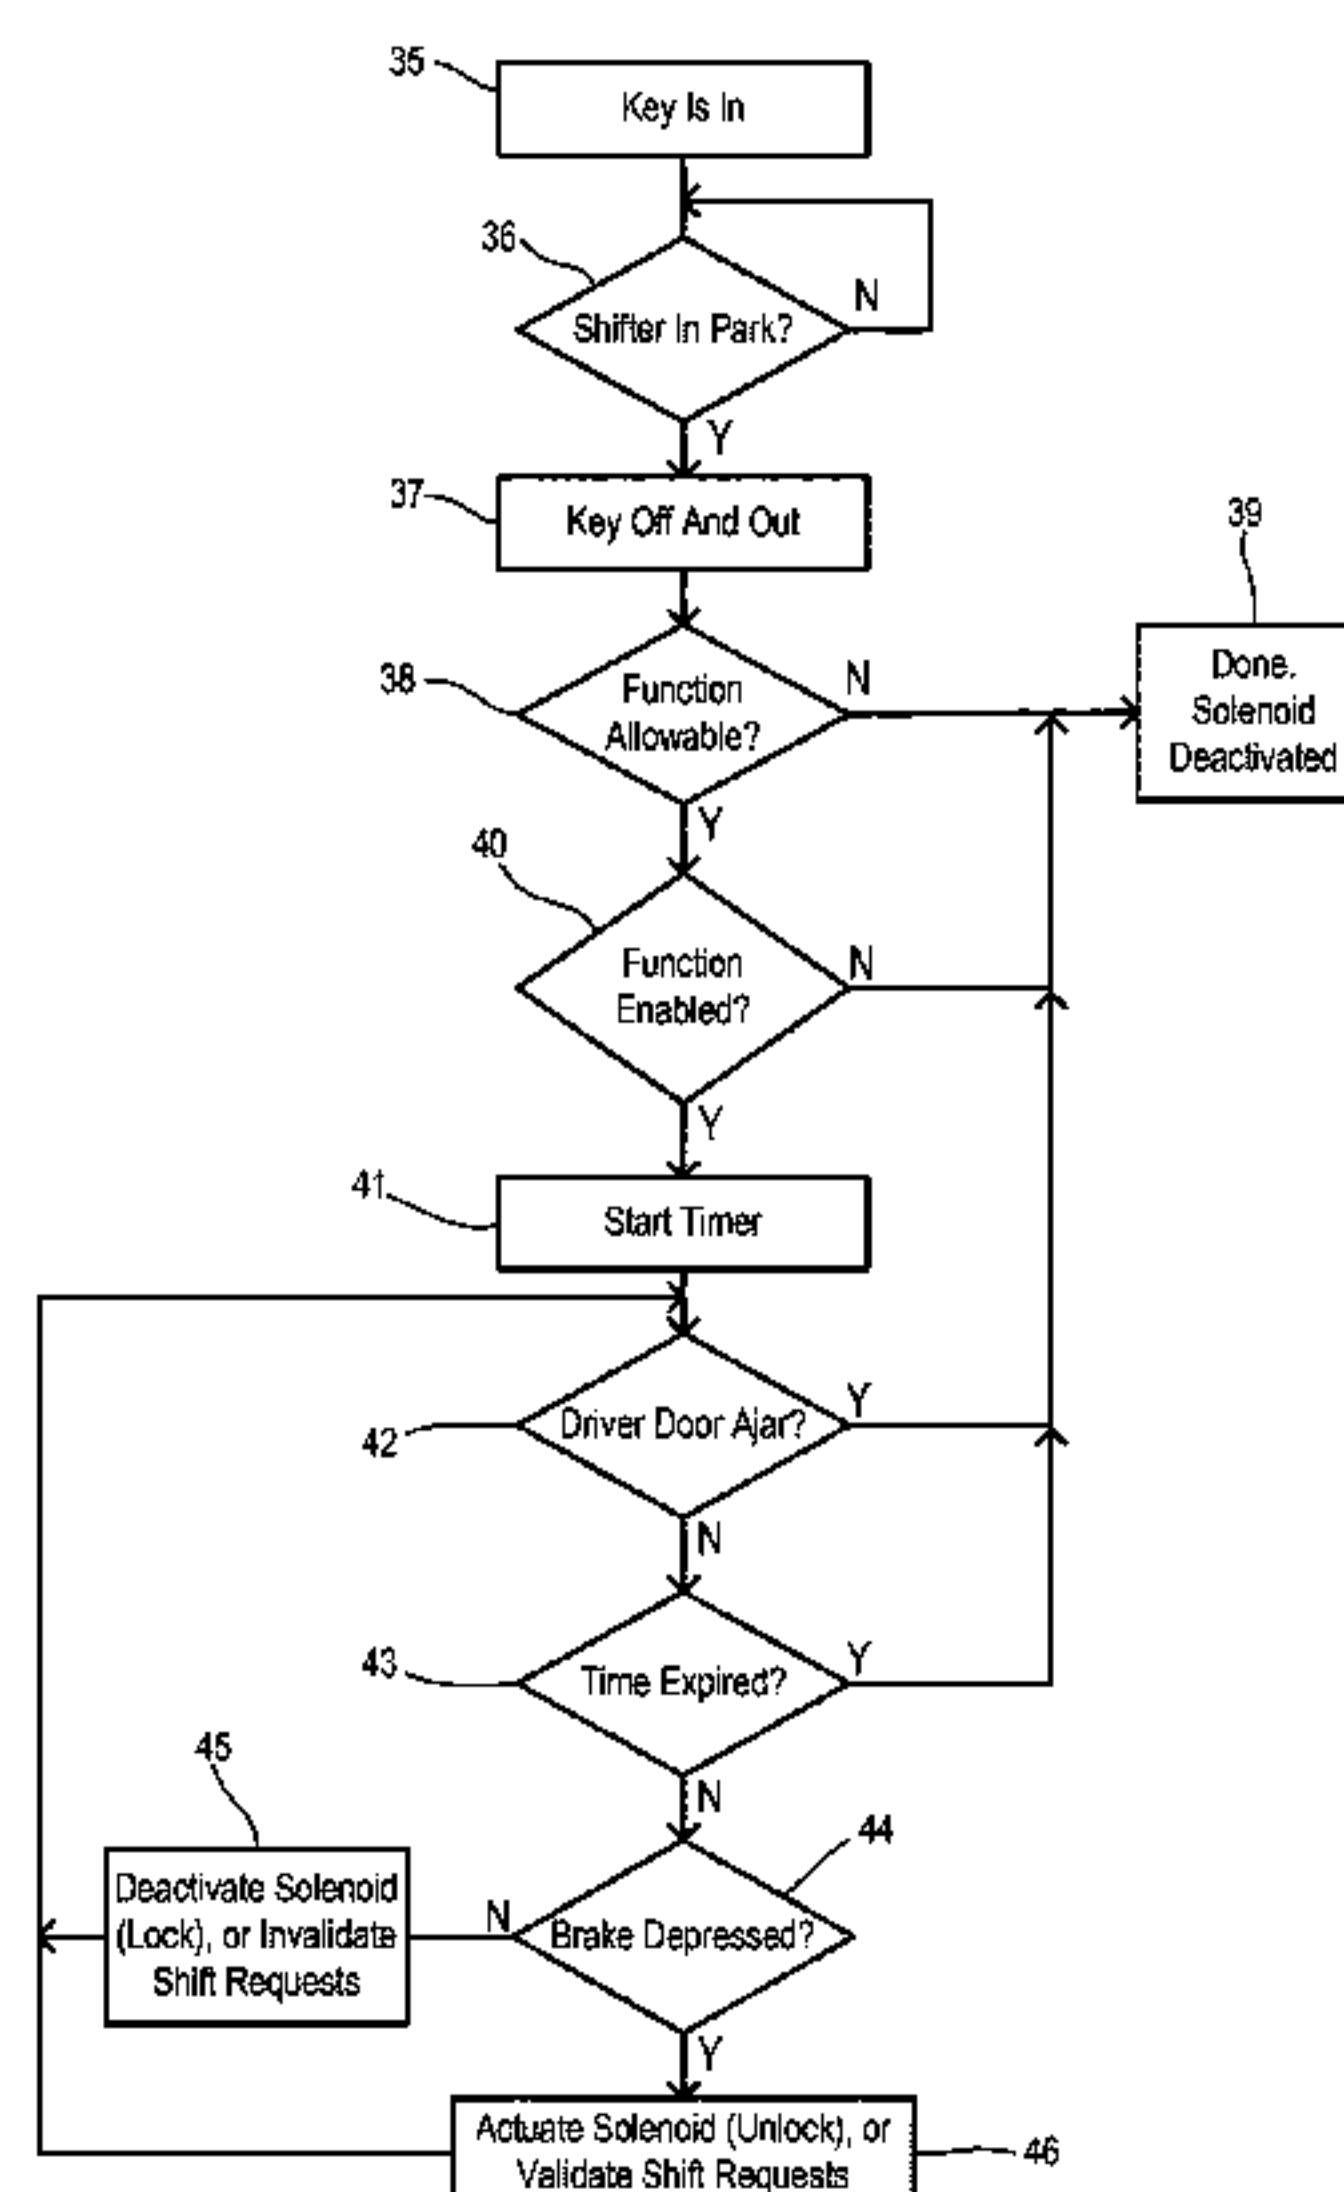 35
Key Is In
36
Shifter In Park?
N
Y
37
Key Off And Out
39
Done.
Solenoid
Deactivated
38
Function
Allowable?
N
Y
40
Function
Enabled?
N
Y
41
Start Timer
42
Driver Door Ajar?
Y
N
43
Time Expired?
Y
N
45
44
Deactivate Solenoid
(Lock), or Invalidate
Shift Requests
N
Brake Depressed?
Y
Actuate Solenoid (Unlock), or
Validate Shift Requests
46